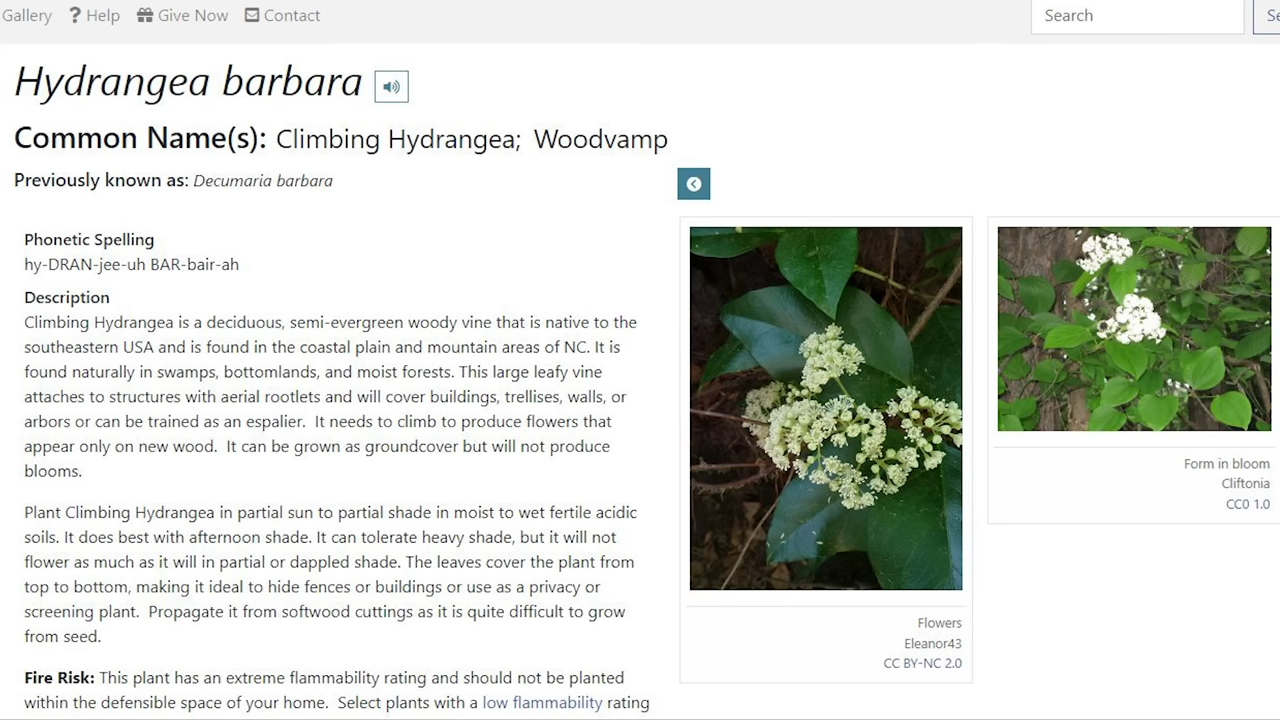 Gallery ? Help Give Now Contact Search Se
Hydrangea barbara
Common Name(s): Climbing Hydrangea; Woodvamp
Previously known as: Decumaria barbara
Phonetic Spelling
hy-DRAN-jee-uh BAR-bair-ah
Description
Climbing Hydrangea is a deciduous, semi-evergreen woody vine that is native to the
southeastern USA and is found in the coastal plain and mountain areas of NC. It is
found naturally in swamps, bottomlands, and moist forests. This large leafy vine
attaches to structures with aerial rootlets and will cover buildings, trellises, walls, or
arbors or can be trained as an espalier. It needs to climb to produce flowers that
appear only on new wood. It can be grown as groundcover but will not produce
blooms.
Plant Climbing Hydrangea in partial sun to partial shade in moist to wet fertile acidic
soils. It does best with afternoon shade. It can tolerate heavy shade, but it will not
flower as much as it will in partial or dappled shade. The leaves cover the plant from
top to bottom, making it ideal to hide fences or buildings or use as a privacy or
screening plant. Propagate it from softwood cuttings as it is quite difficult to grow
from seed.
Fire Risk: This plant has an extreme flammability rating and should not be planted
within the defensible space of your home. Select plants with a low flammability rating
Flowers
Eleanor43
CC BY-NC 2.0
Form in bloom
Cliftonia
CC0 1.0